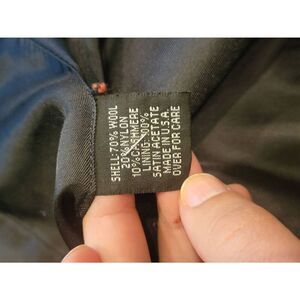 SHELL:70% WOOL
20%NYLON
10%CASHMERE
LINING:100%
SATIN ACETATE
MADE IN U.S.A.
OVER FOR CARE